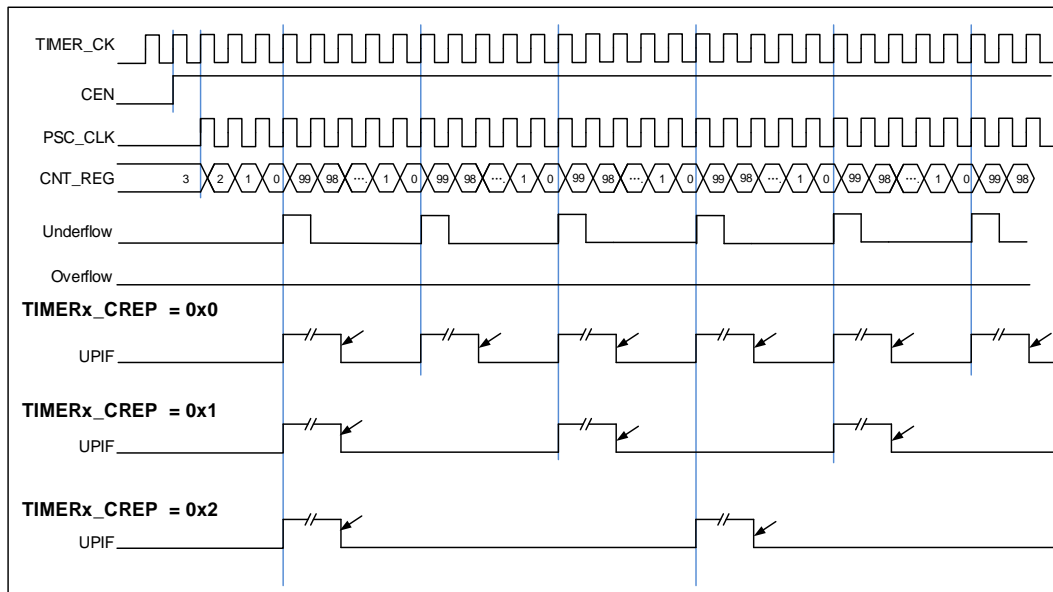 TIMER_CK
CEN
PSC_CLK
CNT_REG 3 2 1 0 99 98 .... 1 0 99 98 .... 1 0 99 98 .... 1 0 99 98 .... 1 0 99 98 .... 1 0 99 98
Underflow
Overflow
TIMERx_CREP = 0x0
UPIF
TIMERx_CREP = 0x1
UPIF
TIMERx_CREP = 0x2
UPIF